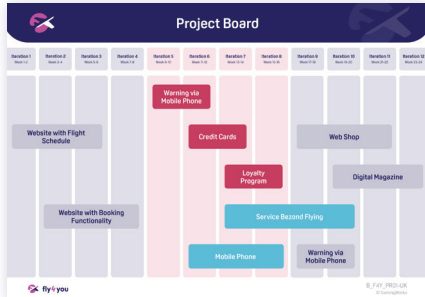 Project Board
Iteration 1
Iteration 2
Iteration 3
Iteration 4
Iteration 5
Iteration 6
Iteration 7
Iteration 8
Iteration 9
Iteration 10
Iteration 11
Iteration 12
Warning via
Mobile Phone
Website with Flight
Schedule
Credit Cards
Web Shop
Loyalty
Program
Digital Magazine
Website with Booking
Functionality
Service Bezond Flying
Mobile Phone
Warning via
Mobile Phone
fly4you
B_F4Y_PR01-UK